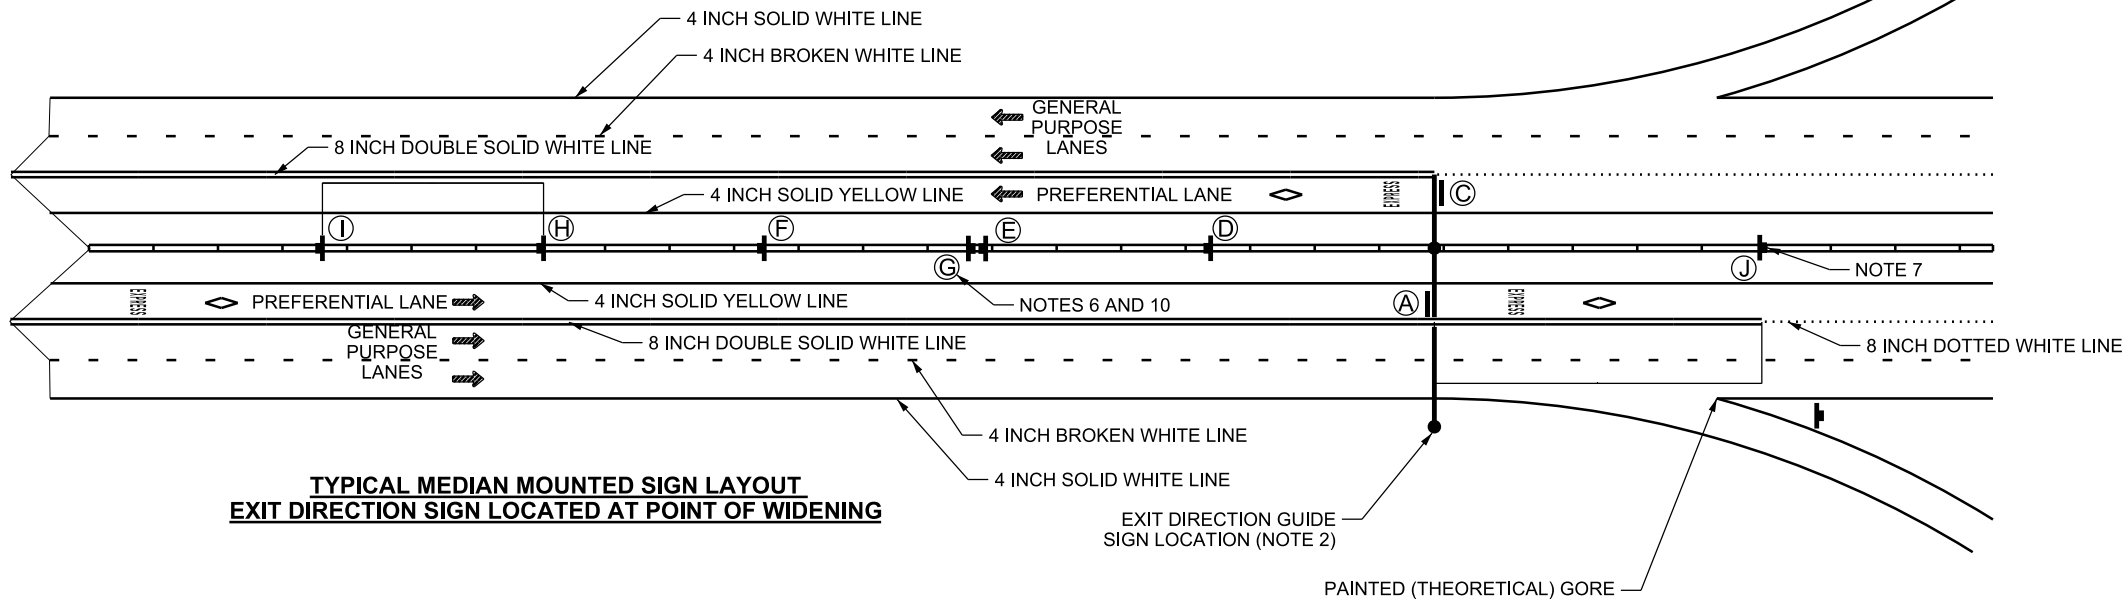 4 INCH SOLID WHITE LINE
4 INCH BROKEN WHITE LINE
GENERAL
PURPOSE
LANES
8 INCH DOUBLE SOLID WHITE LINE
4 INCH SOLID YELLOW LINE
PREFERENTIAL LANE
EXPRESS
C
I
H
F
E
D
G
J
NOTE 7
EXPRESS
PREFERENTIAL LANE
4 INCH SOLID YELLOW LINE
NOTES 6 AND 10
A
EXPRESS
GENERAL
PURPOSE
LANES
8 INCH DOUBLE SOLID WHITE LINE
8 INCH DOTTED WHITE LINE
4 INCH BROKEN WHITE LINE
4 INCH SOLID WHITE LINE
TYPICAL MEDIAN MOUNTED SIGN LAYOUT
EXIT DIRECTION SIGN LOCATED AT POINT OF WIDENING
EXIT DIRECTION GUIDE
SIGN LOCATION (NOTE 2)
PAINTED (THEORETICAL) GORE